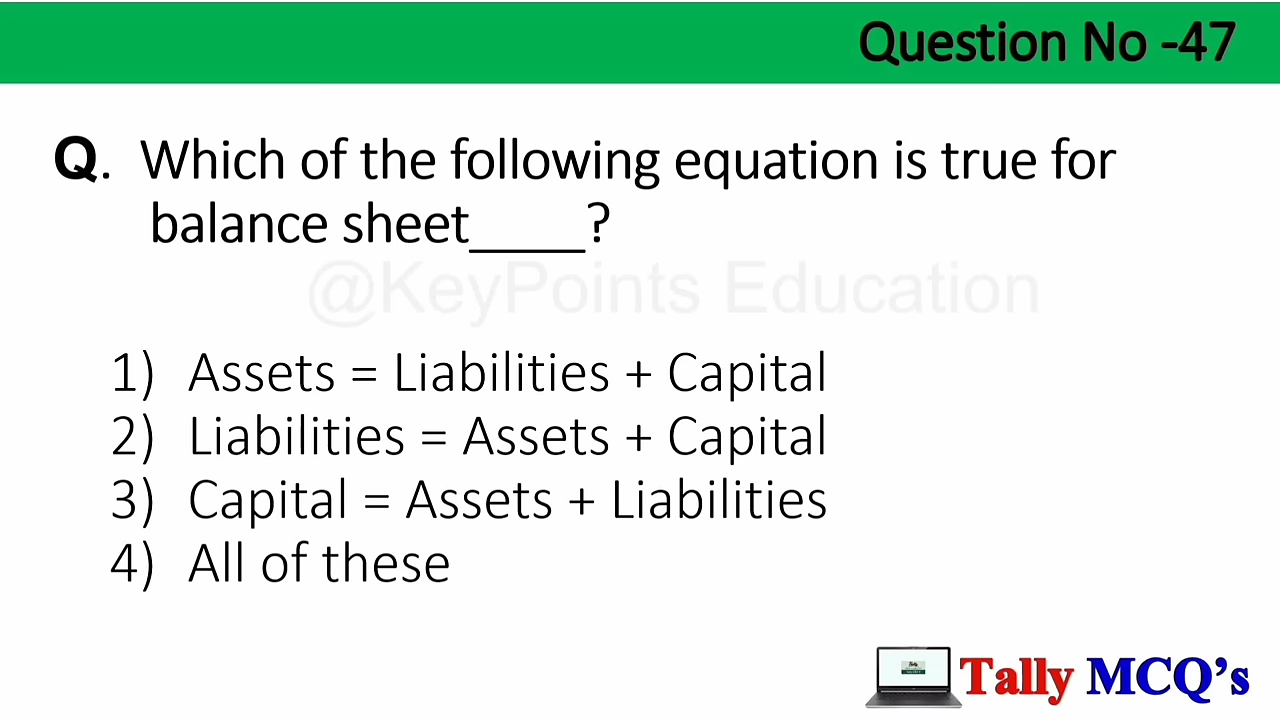 Question No -47
Q. Which of the following equation is true for
balance sheet____?
@KeyPoints Education
1) Assets = Liabilities + Capital
2) Liabilities = Assets + Capital
3) Capital = Assets + Liabilities
4) All of these
Tally MCQ’s